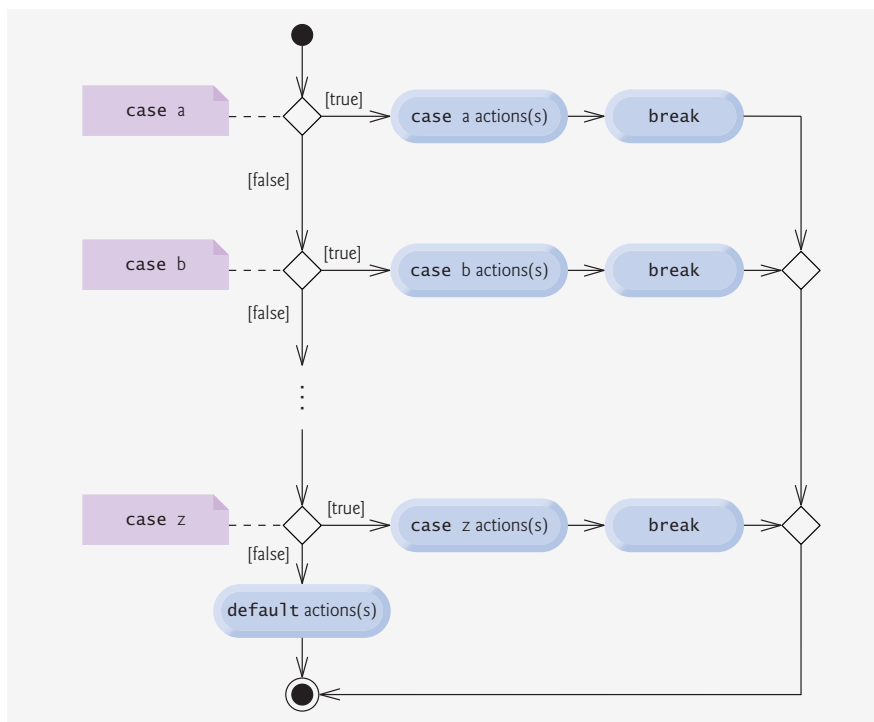 [true]
case a
case a actions(s)
break
[false]
[true]
case b
case b actions(s)
break
[false]
[true]
case z
case z actions(s)
break
[false]
default actions(s)